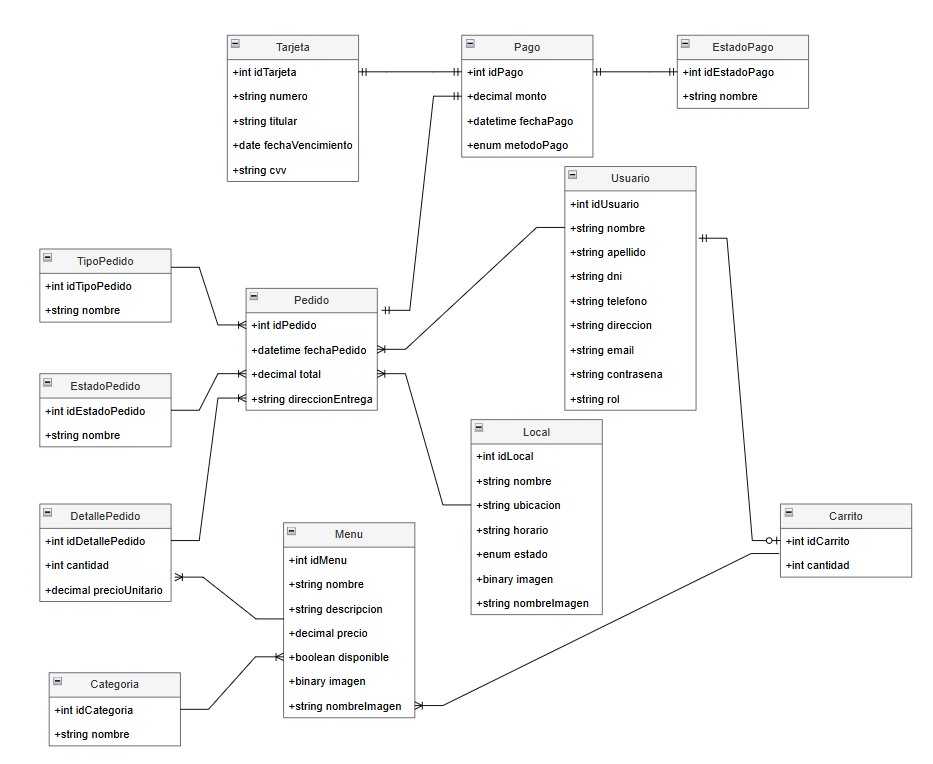 Tarjeta
+int idTarjeta
+string numero
+string titular
+date fechaVencimiento
+string cvv
Pago
+int idPago
+decimal monto
+datetime fechaPago
+enum metodoPago
EstadoPago
+int idEstadoPago
+string nombre
Usuario
+int idUsuario
+string nombre
+string apellido
+string dni
+string telefono
+string direccion
+string email
+string contrasena
+string rol
TipoPedido
+int idTipoPedido
+string nombre
Pedido
+int idPedido
+datetime fechaPedido
+decimal total
+string direccionEntrega
EstadoPedido
+int idEstadoPedido
+string nombre
Local
+int idLocal
+string nombre
+string ubicacion
+string horario
+enum estado
+binary imagen
+string nombreImagen
DetallePedido
+int idDetallePedido
+int cantidad
+decimal precioUnitario
Menu
+int idMenu
+string nombre
+string descripcion
+decimal precio
+boolean disponible
+binary imagen
+string nombreImagen
Carrito
+int idCarrito
+int cantidad
Categoria
+int idCategoria
+string nombre